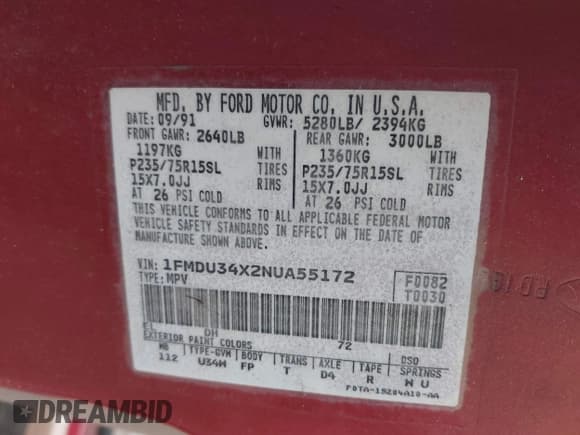 MFD. BY FORD MOTOR CO. IN U.S.A.
DATE: 09/91 GVWR: 5280LB/ 2394KG
FRONT GAWR: 2640LB REAR GAWR: 3000LB
1197KG WITH 1360KG WITH
P235/75R15SL TIRES P235/75R15SL TIRES
15X7.0JJ RIMS 15X7.0JJ RIMS
AT 26 PSI COLD AT 26 PSI COLD
THIS VEHICLE CONFORMS TO ALL APPLICABLE FEDERAL MOTOR
VEHICLE SAFETY STANDARDS IN EFFECT ON THE DATE OF
MANUFACTURE SHOWN ABOVE.
VIN: 1FMDU34X2NUA55172 F0082
TYPE: MPV T0030
DH 72
EXTERIOR PAINT COLORS DSO
WB TYPE-GVM BODY TRANS AXLE TAPE SPRINGS
112 U34W FP T D4 R W U
FOTA-15204A10-AA
DREAMBID